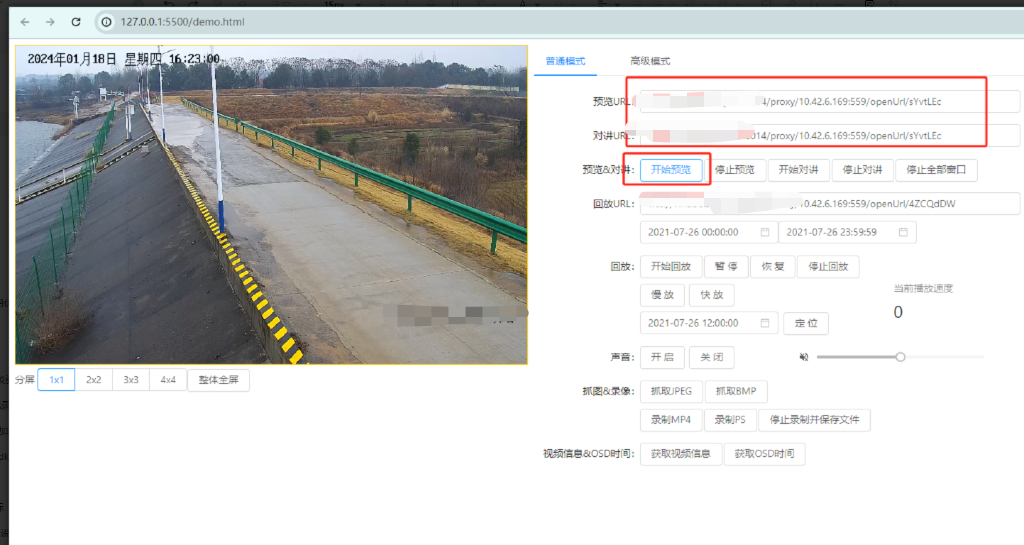 127.0.0.1:5500/demo.html
2024年01月18日 星期四 16:23:00
分屏 1x1 2x2 3x3 4x4 整体全屏
普通模式 高级模式
预览URL: /proxy/10.42.6.169:559/openUrl/sYvtLEc
对讲URL: 014/proxy/10.42.6.169:559/openUrl/sYvtLEc
预览&对讲: 开始预览 停止预览 开始对讲 停止对讲 停止全部窗口
回放URL: /proxy/10.42.6.169:559/openUrl/4ZCQdDW
2021-07-26 00:00:00 2021-07-26 23:59:59
回放: 开始回放 暂 停 恢 复 停止回放
慢 放 快 放
当前播放速度
0
2021-07-26 12:00:00 定 位
声音: 开 启 关 闭
抓图&录像: 抓取JPEG 抓取BMP
录制MP4 录制PS 停止录制并保存文件
视频信息&OSD时间: 获取视频信息 获取OSD时间